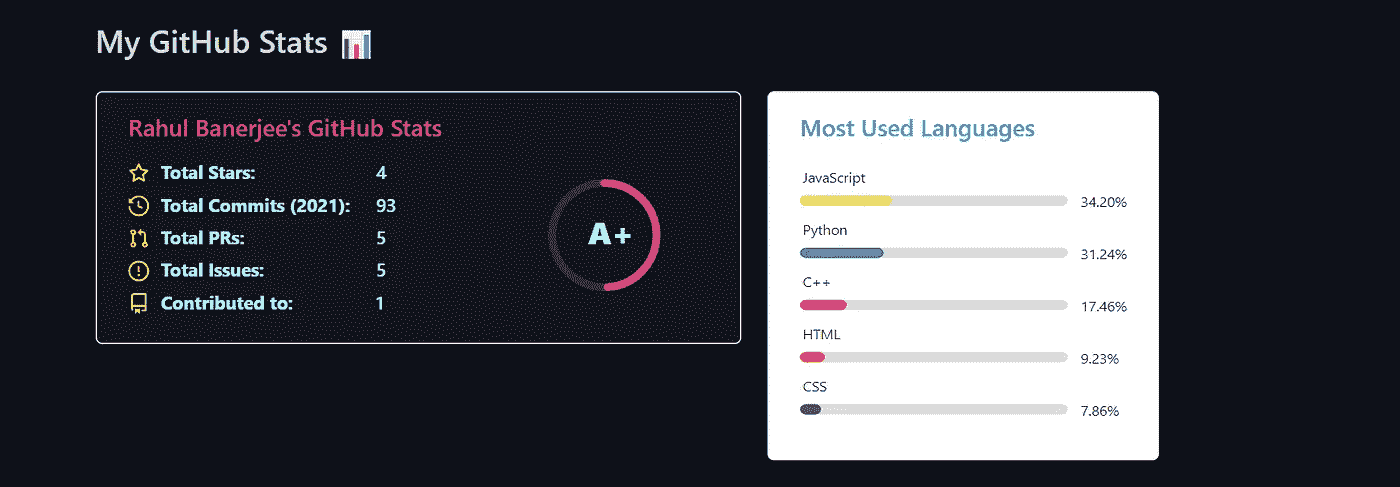 My GitHub Stats 📊
Rahul Banerjee's GitHub Stats
Total Stars: 4
Total Commits (2021): 93
Total PRs: 5
Total Issues: 5
Contributed to: 1
A+
Most Used Languages
JavaScript
34.20%
Python
31.24%
C++
17.46%
HTML
9.23%
CSS
7.86%